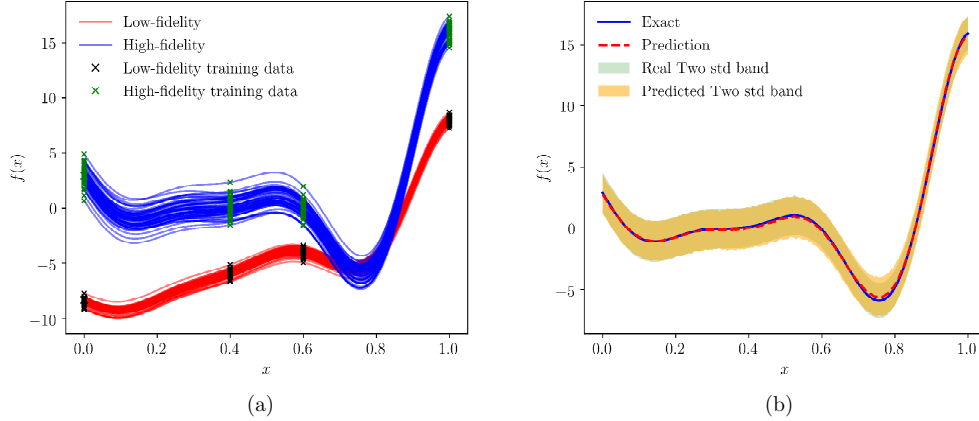 Low-fidelity
High-fidelity
Low-fidelity training data
High-fidelity training data
15
10
5
0
−5
−10
f(x)
0.0 0.2 0.4 0.6 0.8 1.0
x
(a)
Exact
Prediction
Real Two std band
Predicted Two std band
15
10
5
0
−5
f(x)
0.0 0.2 0.4 0.6 0.8 1.0
x
(b)